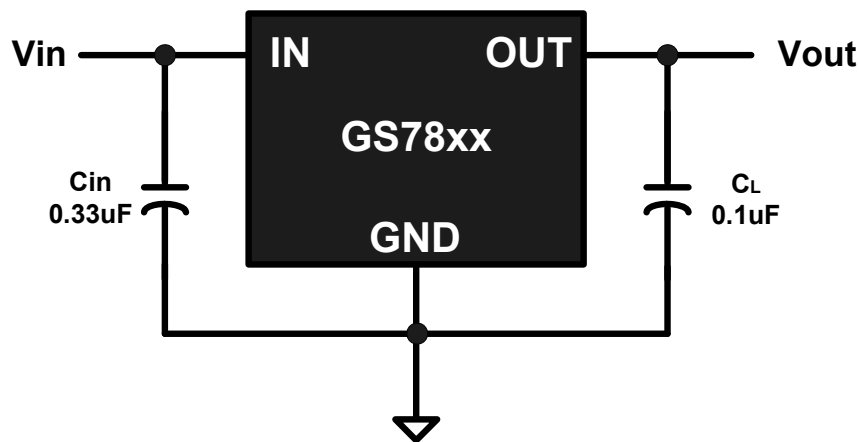 Vin
IN
OUT
Vout
GS78xx
Cin
0.33uF
CL
0.1uF
GND